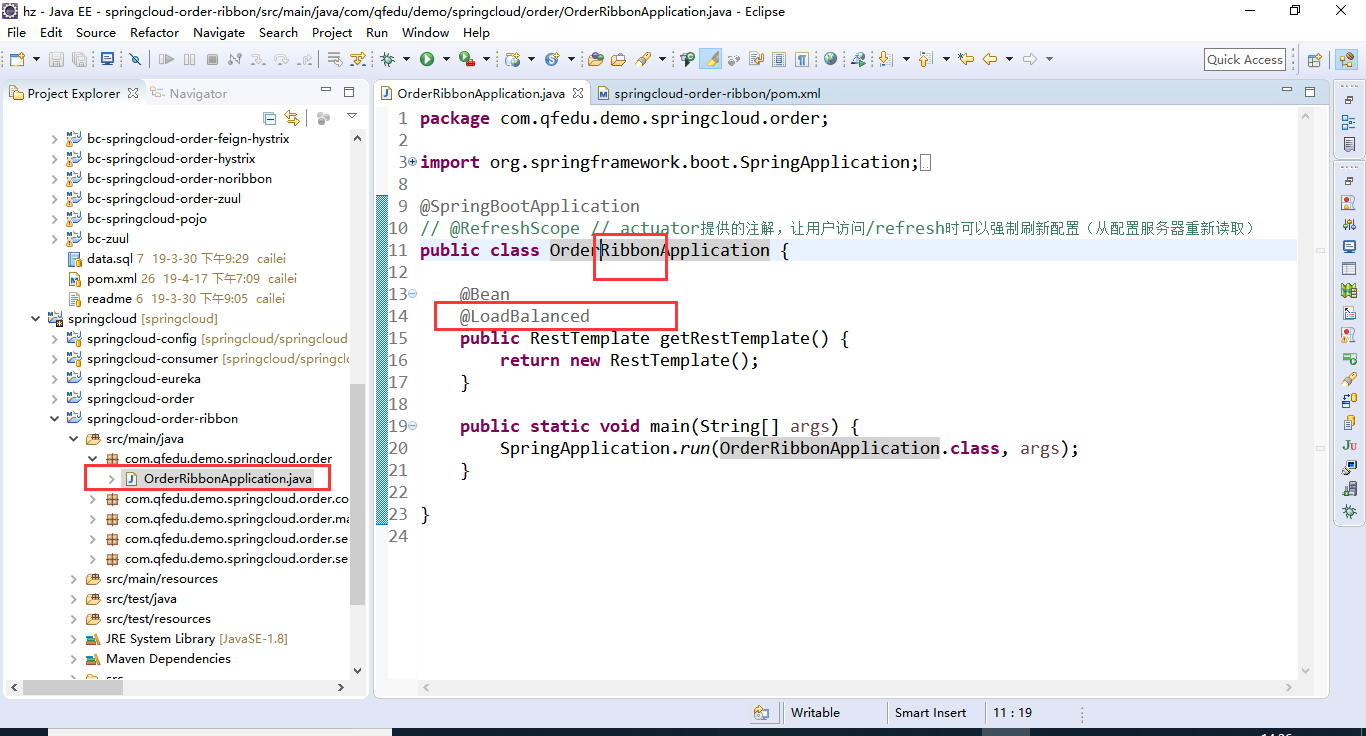 hz - Java EE - springcloud-order-ribbon/src/main/java/com/qfedu/demo/springcloud/order/OrderRibbonApplication.java - Eclipse
File Edit Source Refactor Navigate Search Project Run Window Help
Quick Access
Project Explorer Navigator
bc-springcloud-order-feign-hystrix
bc-springcloud-order-hystrix
bc-springcloud-order-noribbon
bc-springcloud-order-zuul
bc-springcloud-pojo
bc-zuul
data.sql 7 19-3-30 下午9:29 cailei
pom.xml 26 19-4-17 下午7:09 cailei
readme 6 19-3-30 下午9:05 cailei
springcloud [springcloud]
springcloud-config [springcloud/springcloud
springcloud-consumer [springcloud/springclo
springcloud-eureka
springcloud-order
springcloud-order-ribbon
src/main/java
com.qfedu.demo.springcloud.order
OrderRibbonApplication.java
com.qfedu.demo.springcloud.order.co
com.qfedu.demo.springcloud.order.ma
com.qfedu.demo.springcloud.order.se
com.qfedu.demo.springcloud.order.se
src/main/resources
src/test/java
src/test/resources
JRE System Library [JavaSE-1.8]
Maven Dependencies
OrderRibbonApplication.java springcloud-order-ribbon/pom.xml
1 package com.qfedu.demo.springcloud.order;
2
3 import org.springframework.boot.SpringApplication;
8
9 @SpringBootApplication
10 // @RefreshScope // actuator提供的注解，让用户访问/refresh时可以强制刷新配置（从配置服务器重新读取）
11 public class OrderRibbonApplication {
12
13 @Bean
14 @LoadBalanced
15 public RestTemplate getRestTemplate() {
16 return new RestTemplate();
17 }
18
19 public static void main(String[] args) {
20 SpringApplication.run(OrderRibbonApplication.class, args);
21 }
22
23 }
24
Writable Smart Insert 11 : 19